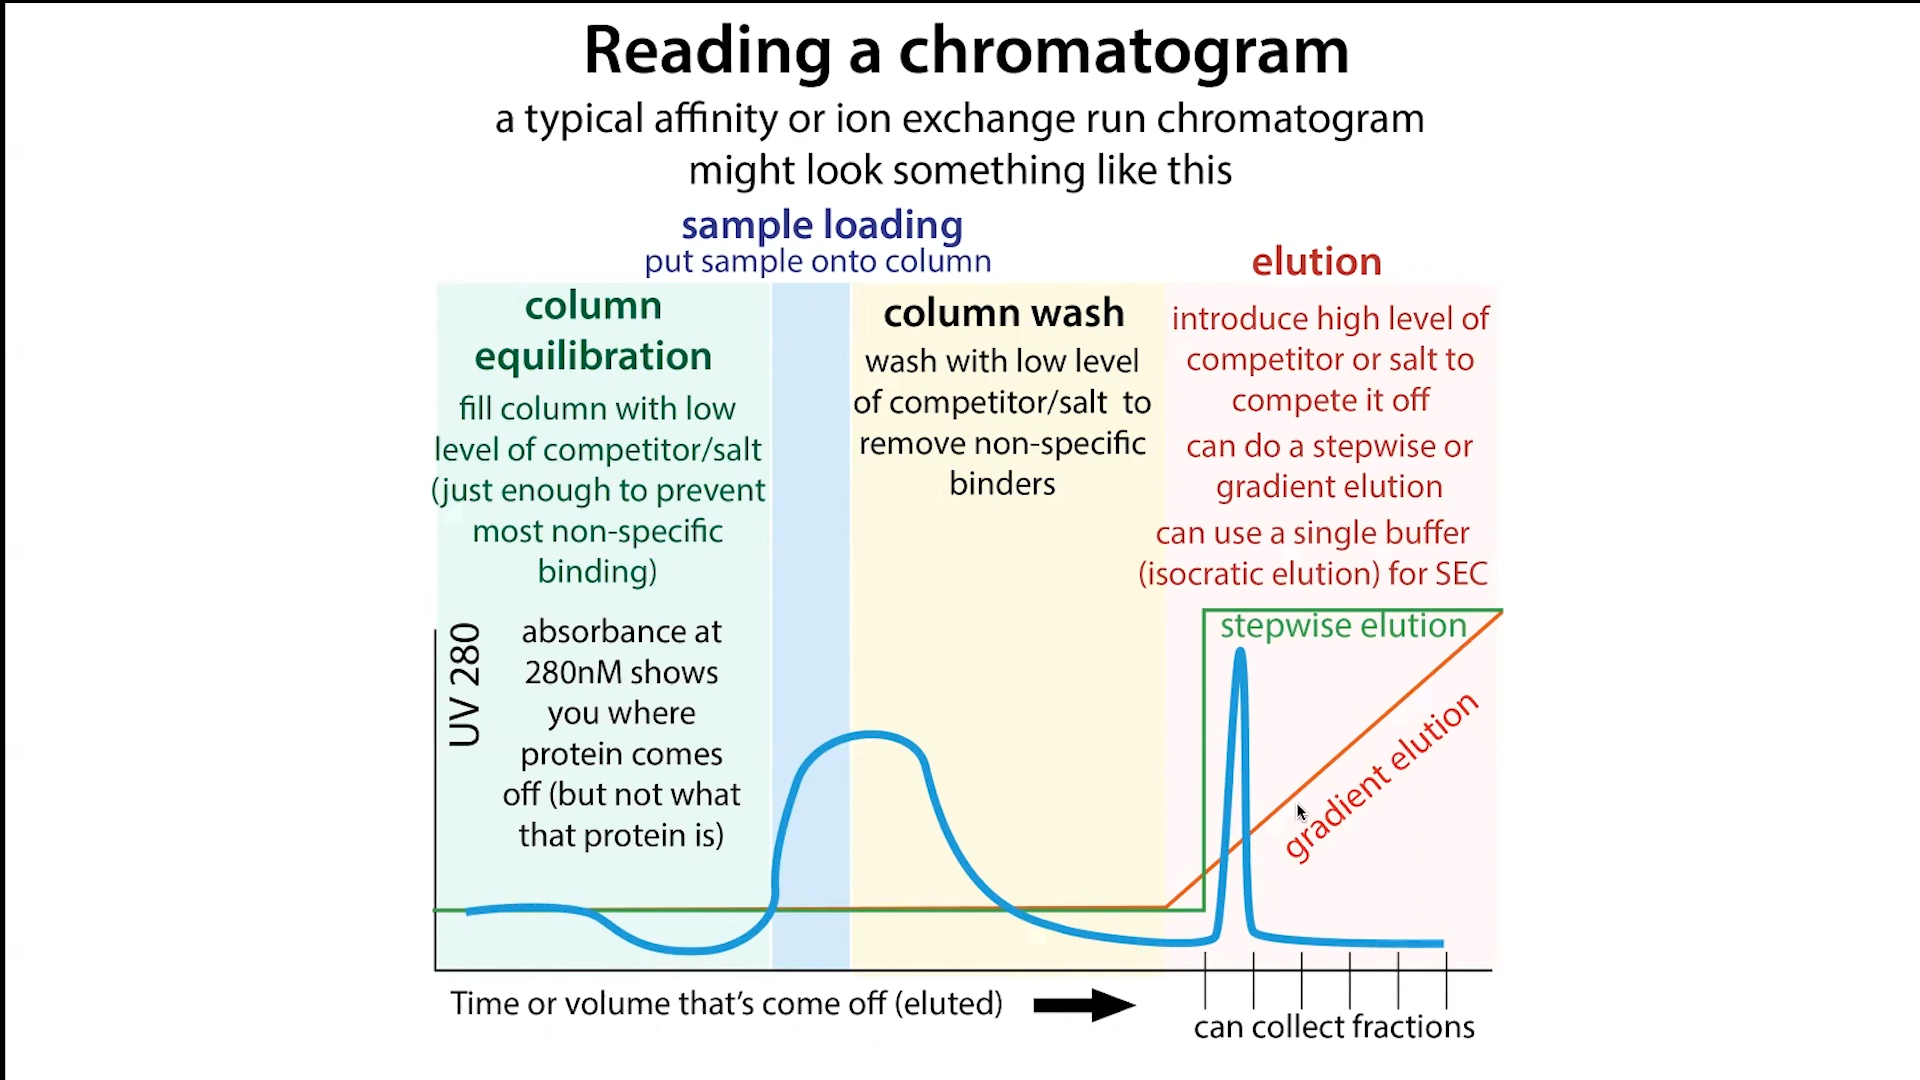 Reading a chromatogram
a typical affinity or ion exchange run chromatogram
might look something like this
sample loading
put sample onto column
column
equilibration
fill column with low
level of competitor/salt
(just enough to prevent
most non-specific
binding)
column wash
wash with low level
of competitor/salt to
remove non-specific
binders
elution
introduce high level of
competitor or salt to
compete it off
can do a stepwise or
gradient elution
can use a single buffer
(isocratic elution) for SEC
UV 280
absorbance at
280nM shows
you where
protein comes
off (but not what
that protein is)
stepwise elution
gradient elution
Time or volume that's come off (eluted)
can collect fractions